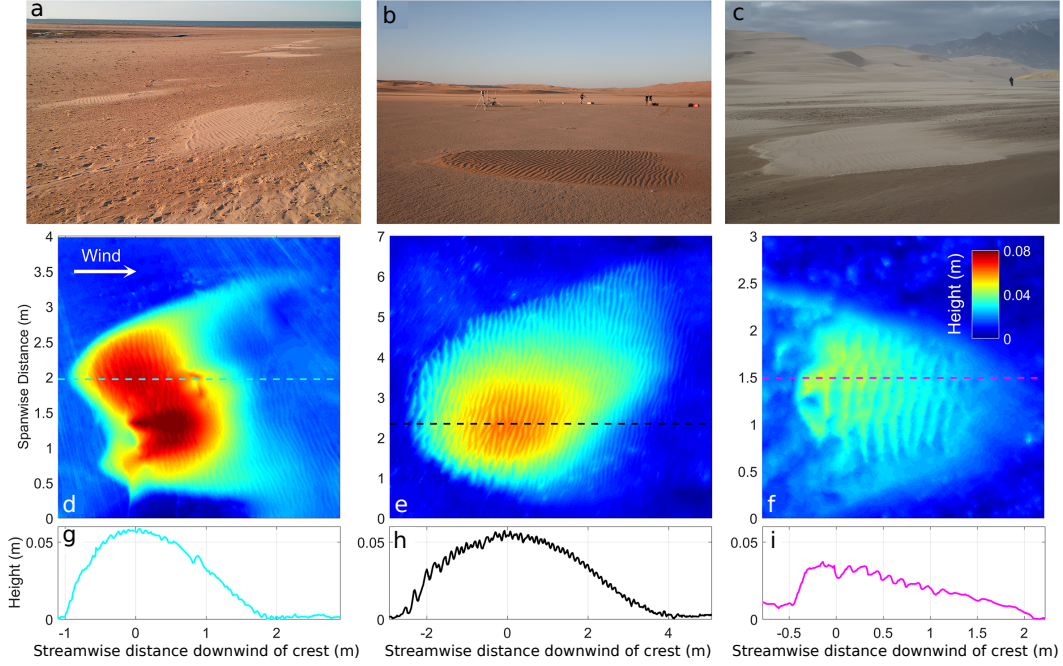 a
b
c
4
3.5
3
2.5
2
1.5
1
0.5
0
Spanwise Distance (m)
Wind
d
7
6
5
4
3
2
1
0
e
3
2.5
2
1.5
1
0.5
0
f
Height (m)
0.08
0.04
0
g
0.05
0
Height (m)
-1 0 1 2
Streamwise distance downwind of crest (m)
h
0.05
0
-2 0 2 4
Streamwise distance downwind of crest (m)
i
0.05
0
-0.5 0 0.5 1 1.5 2
Streamwise distance downwind of crest (m)